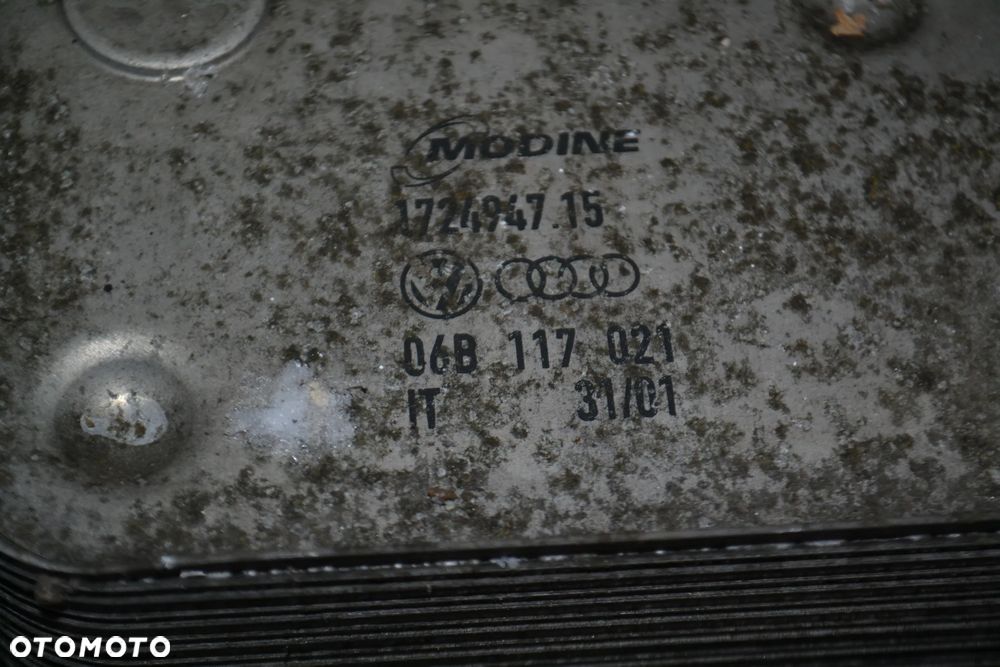 MODINE
1724947.15
06B 117 021
IT 31/01
OTOMOTO